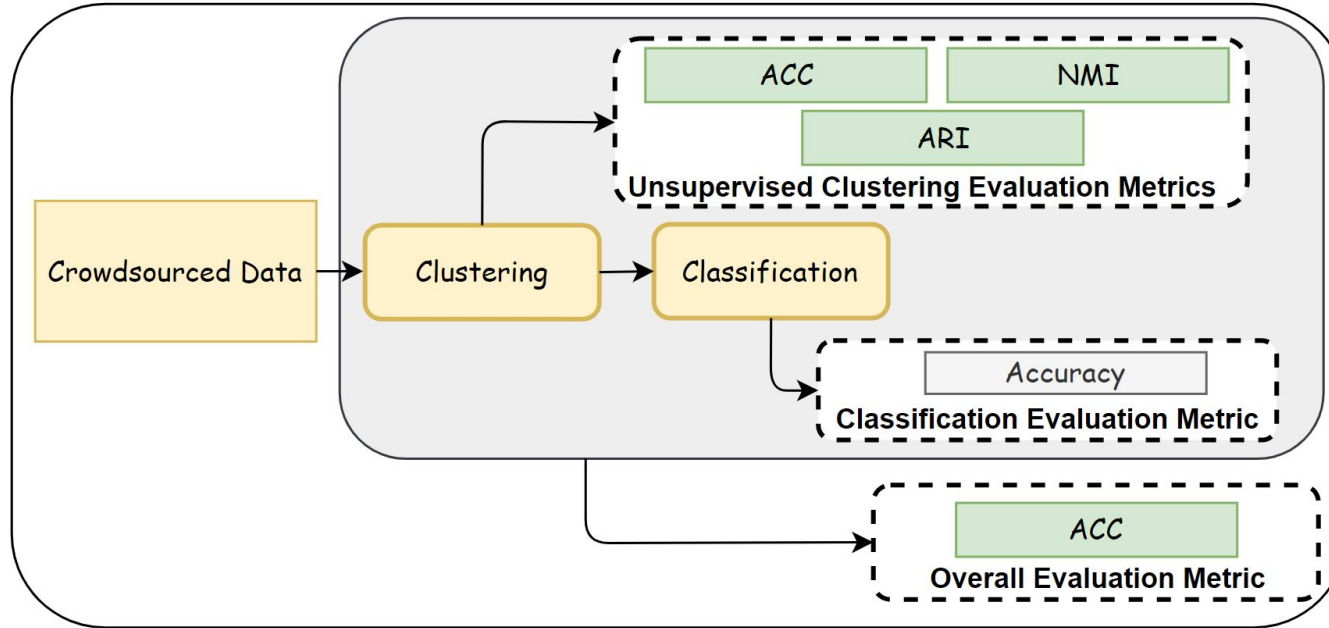 ACC
NMI
ARI
Unsupervised Clustering Evaluation Metrics
Crowdsourced Data
Clustering
Classification
Accuracy
Classification Evaluation Metric
ACC
Overall Evaluation Metric